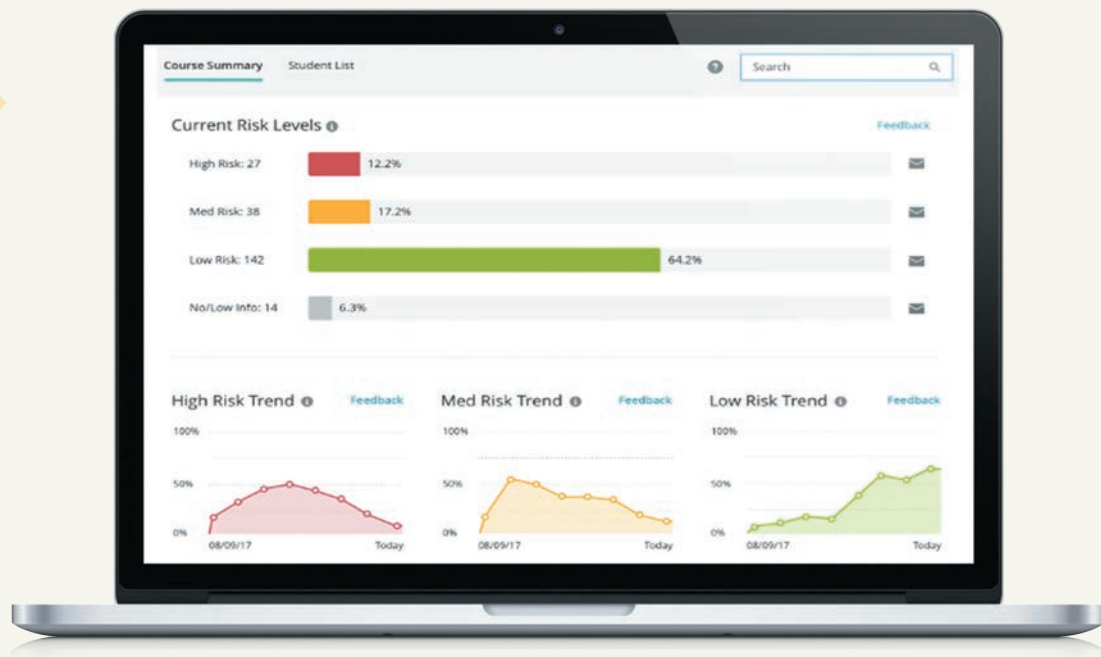 Course Summary Student List Search
Current Risk Levels Feedback
High Risk: 27 12.2%
Med Risk: 38 17.2%
Low Risk: 142 64.2%
No/Low Info: 14 6.3%
High Risk Trend Feedback Med Risk Trend Feedback Low Risk Trend Feedback
100% 100% 100%
50% 50% 50%
0% 0% 0%
08/09/17 Today 08/09/17 Today 08/09/17 Today